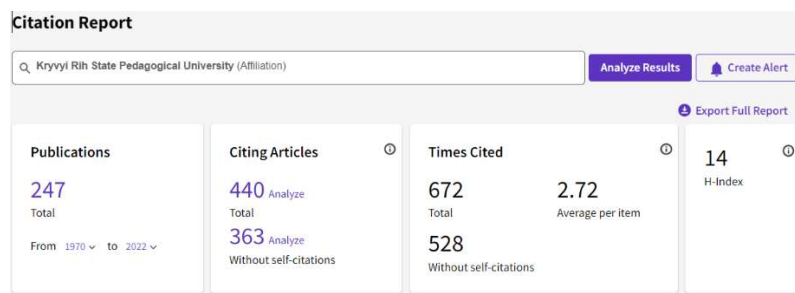 Citation Report
Kryvyi Rih State Pedagogical University (Affiliation)
Analyze Results
Create Alert
Export Full Report
Publications
247
Total
From 1970 to 2022
Citing Articles
440 Analyze
Total
363 Analyze
Without self-citations
Times Cited
672
Total
2.72
Average per item
528
Without self-citations
14
H-Index